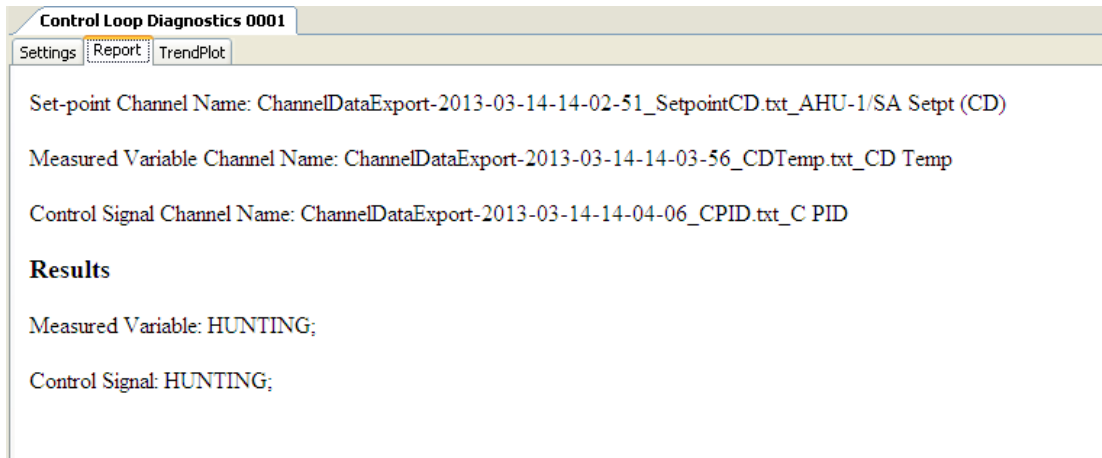 Control Loop Diagnostics 0001
Settings Report TrendPlot
Set-point Channel Name: ChannelDataExport-2013-03-14-14-02-51_SetpointCD.txt_AHU-1/SA Setpt (CD)
Measured Variable Channel Name: ChannelDataExport-2013-03-14-14-03-56_CDTemp.txt_CD Temp
Control Signal Channel Name: ChannelDataExport-2013-03-14-14-04-06_CPID.txt_C PID
Results
Measured Variable: HUNTING;
Control Signal: HUNTING;